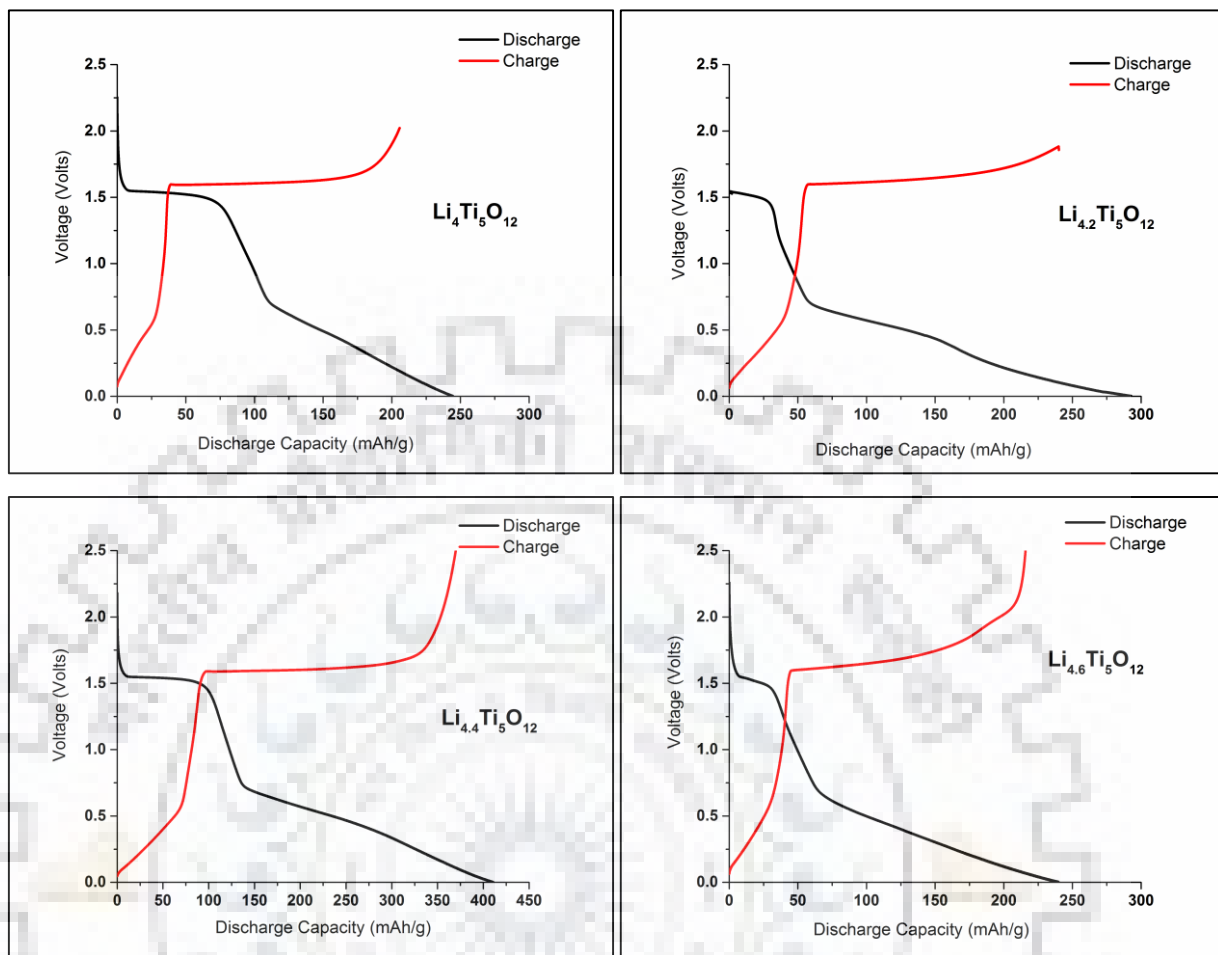 Discharge
Charge
2.5
2.0
1.5
1.0
0.5
0.0
Voltage (Volts)
Li4Ti5O12
0 50 100 150 200 250 300
Discharge Capacity (mAh/g)
Discharge
Charge
2.5
2.0
1.5
1.0
0.5
0.0
Voltage (Volts)
Li4.2Ti5O12
0 50 100 150 200 250 300
Discharge Capacity (mAh/g)
Discharge
Charge
2.5
2.0
1.5
1.0
0.5
0.0
Voltage (Volts)
Li4.4Ti5O12
0 50 100 150 200 250 300 350 400 450
Discharge Capacity (mAh/g)
Discharge
Charge
2.5
2.0
1.5
1.0
0.5
0.0
Voltage (Volts)
Li4.6Ti5O12
0 50 100 150 200 250 300
Discharge Capacity (mAh/g)